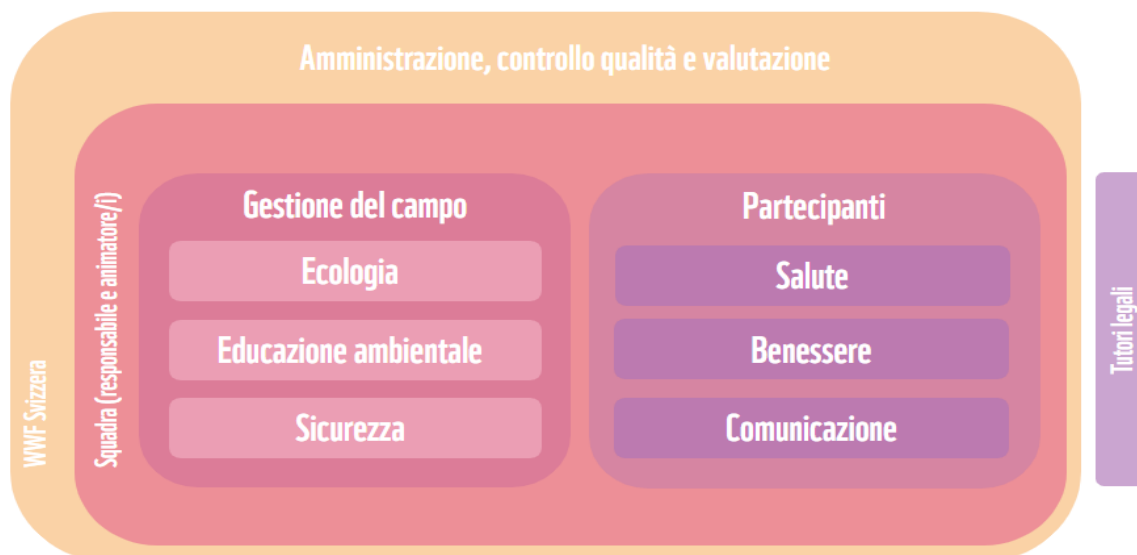 Amministrazione, controllo qualità e valutazione
WWF Svizzera
Squadra (responsabile e animatore/i)
Gestione del campo
Ecologia
Educazione ambientale
Sicurezza
Partecipanti
Salute
Benessere
Comunicazione
Tutori legali